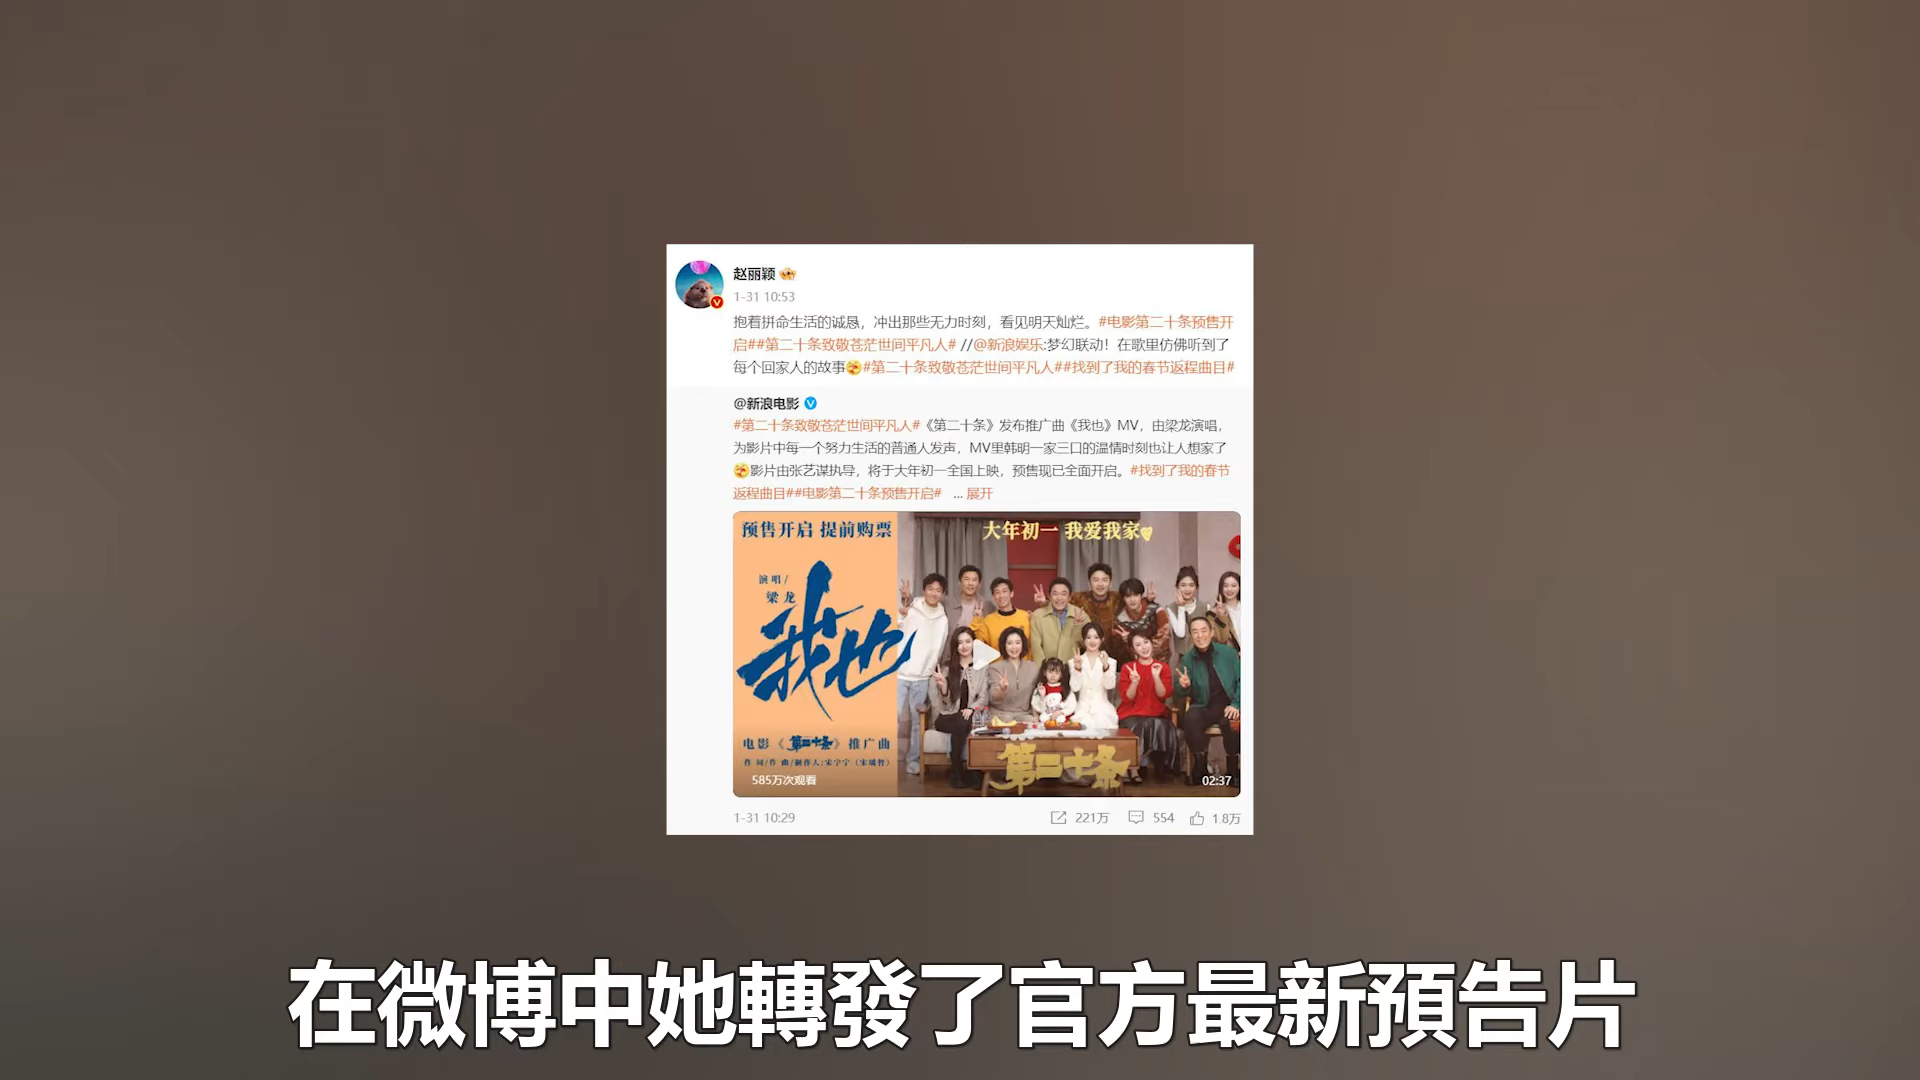 赵丽颖
1-31 10:53
抱着拼命生活的诚恳，冲出那些无力时刻，看见明天灿烂。#电影第二十条预售开
启##第二十条致敬苍茫世间平凡人# //@新浪娱乐:梦幻联动！在歌里仿佛听到了
每个回家人的故事#第二十条致敬苍茫世间平凡人##找到了我的春节返程曲目#
@新浪电影
#第二十条致敬苍茫世间平凡人#《第二十条》发布推广曲《我也》MV，由梁龙演唱，
为影片中每一个努力生活的普通人发声，MV里韩明一家三口的温情时刻也让人想家了
影片由张艺谋执导，将于大年初一全国上映，预售现已全面开启。#找到了我的春节
返程曲目##电影第二十条预售开启# ... 展开
预售开启 提前购票
大年初一 我爱我家
演唱/
梁龙
我也
电影《第二十条》推广曲
作词/作曲/制作人:宋宇宁
第二十条
585万次观看
02:37
1-31 10:29
221万
554
1.8万
在微博中她轉發了官方最新預告片